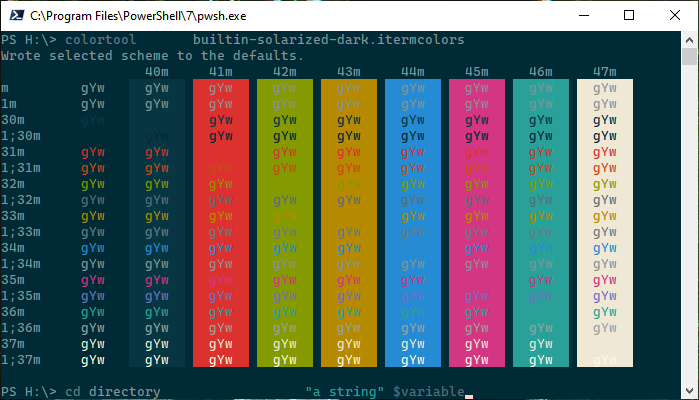 C:\Program Files\PowerShell\7\pwsh.exe
PS H:\> colortool builtin-solarized-dark.itermcolors
Wrote selected scheme to the defaults.
40m 41m 42m 43m 44m 45m 46m 47m
m gYw gYw gYw gYw gYw gYw gYw gYw gYw
1m gYw gYw gYw gYw gYw gYw gYw gYw gYw
30m gYw gYw gYw gYw gYw gYw gYw gYw
1;30m gYw gYw gYw gYw gYw gYw gYw
31m gYw gYw gYw gYw gYw gYw gYw gYw
1;31m gYw gYw gYw gYw gYw gYw gYw gYw gYw
32m gYw gYw gYw gYw gYw gYw gYw gYw
1;32m gYw gYw gYw gYw gYw gYw gYw gYw gYw
33m gYw gYw gYw gYw gYw gYw gYw gYw
1;33m gYw gYw gYw gYw gYw gYw gYw gYw gYw
34m gYw gYw gYw gYw gYw gYw gYw gYw
1;34m gYw gYw gYw gYw gYw gYw gYw gYw gYw
35m gYw gYw gYw gYw gYw gYw gYw gYw
1;35m gYw gYw gYw gYw gYw gYw gYw gYw gYw
36m gYw gYw gYw gYw gYw gYw gYw gYw
1;36m gYw gYw gYw gYw gYw gYw gYw gYw gYw
37m gYw gYw gYw gYw gYw gYw gYw gYw
1;37m gYw gYw gYw gYw gYw gYw gYw gYw gYw
PS H:\> cd directory "a string" $variable